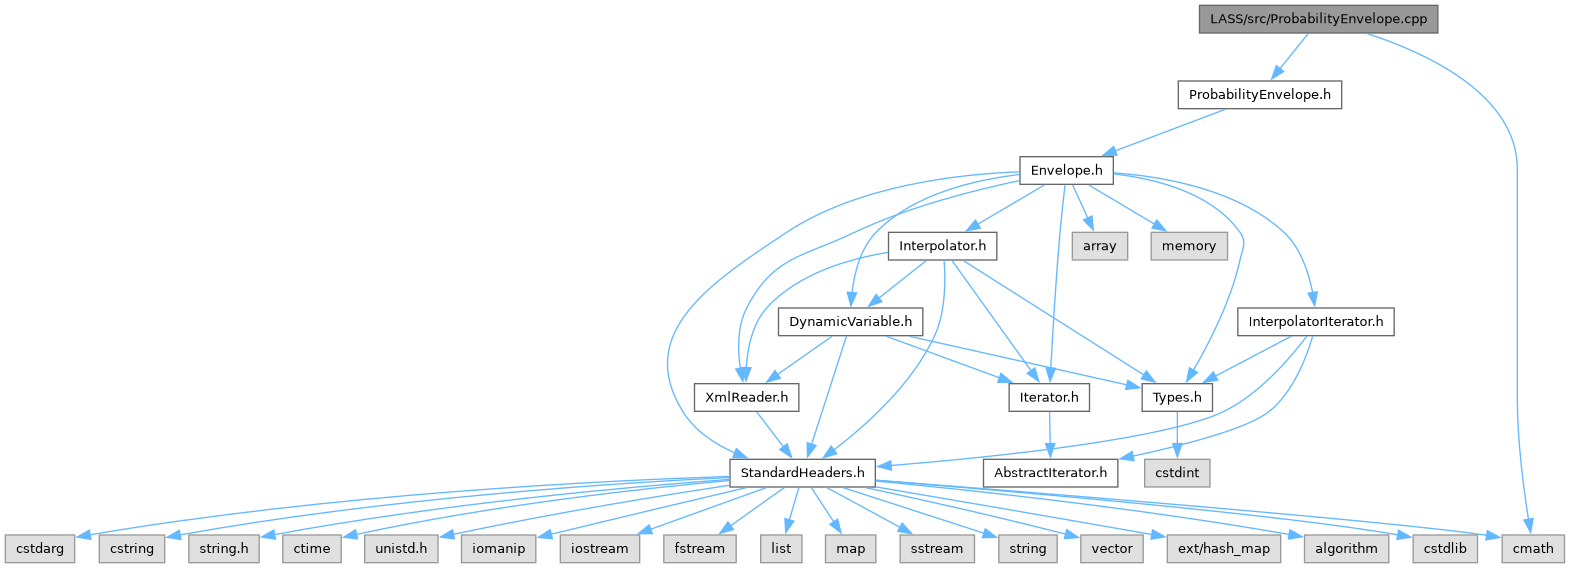 LASS/src/ProbabilityEnvelope.cpp
ProbabilityEnvelope.h
Envelope.h
Interpolator.h
array
memory
DynamicVariable.h
InterpolatorIterator.h
XmlReader.h
Iterator.h
Types.h
StandardHeaders.h
AbstractIterator.h
cstdint
cstdarg
cstring
string.h
ctime
unistd.h
iomanip
iostream
fstream
list
map
sstream
string
vector
ext/hash_map
algorithm
cstdlib
cmath